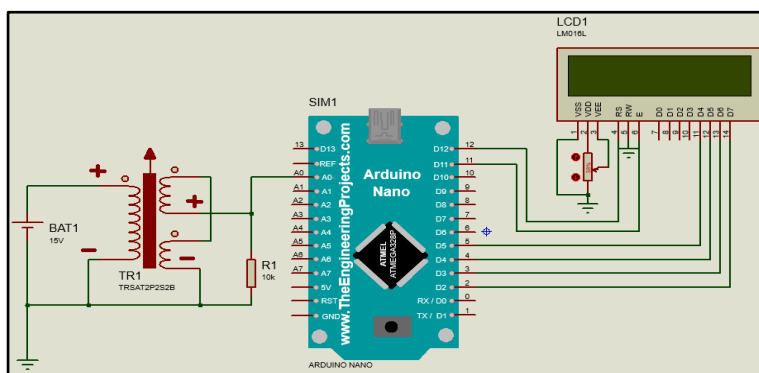 LCD1
LM016L
VSS VDD VEE RS RW E D0 D1 D2 D3 D4 D5 D6 D7
1 2 3 4 5 6 7 8 9 10 11 12 13 14
SIM1
www.TheEngineeringProjects.com
Arduino
Nano
ATMEL
ATMEGA328P
13 D13
REF
A0 A0
A1 A1
A2 A2
A3 A3
A4 A4
A5 A5
A6 A6
A7 A7
5V
RST
GND
D12 12
D11 11
D10 10
D9 9
D8 8
D7 7
D6 6
D5 5
D4 4
D3 3
D2 2
RX / D0 0
TX / D1 1
ARDUINO NANO
+
+
BAT1
15V
−
−
TR1
TRSAT2P2S2B
R1
10k